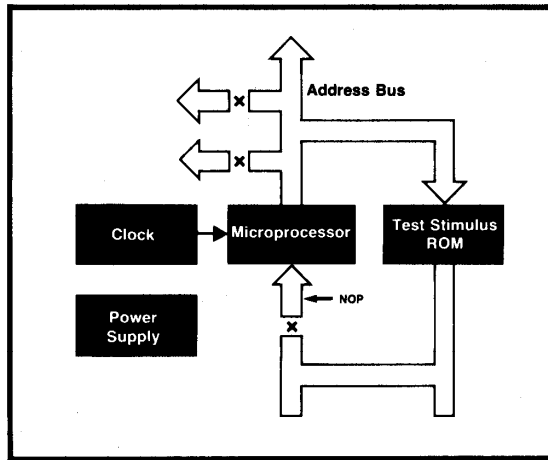 Address Bus
Clock
Microprocessor
Test Stimulus
ROM
NOP
Power
Supply